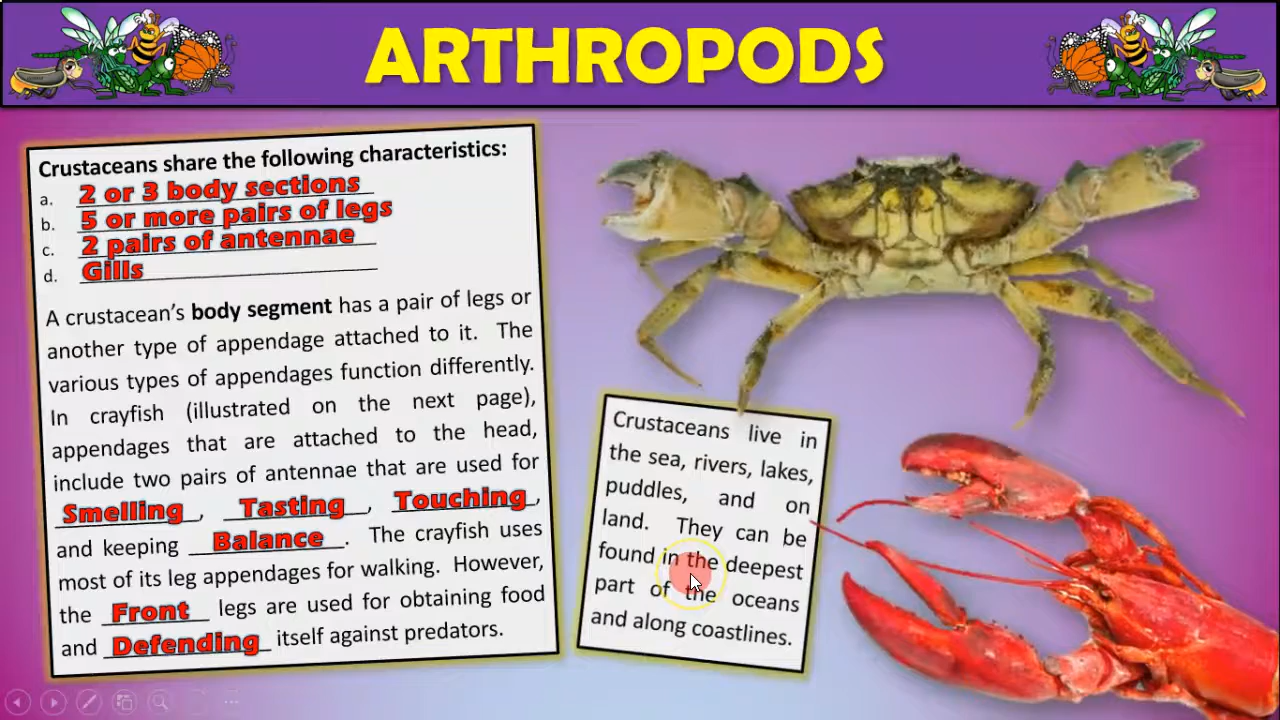 ARTHROPODS
Crustaceans share the following characteristics:
a. 2 or 3 body sections
b. 5 or more pairs of legs
c. 2 pairs of antennae
d. Gills
A crustacean's body segment has a pair of legs or
another type of appendage attached to it. The
various types of appendages function differently.
In crayfish (illustrated on the next page),
appendages that are attached to the head,
include two pairs of antennae that are used for
Smelling, Tasting, Touching,
and keeping Balance. The crayfish uses
most of its leg appendages for walking. However,
the Front legs are used for obtaining food
and Defending itself against predators.
Crustaceans live in
the sea, rivers, lakes,
puddles, and on
land. They can be
found in the deepest
part of the oceans
and along coastlines.